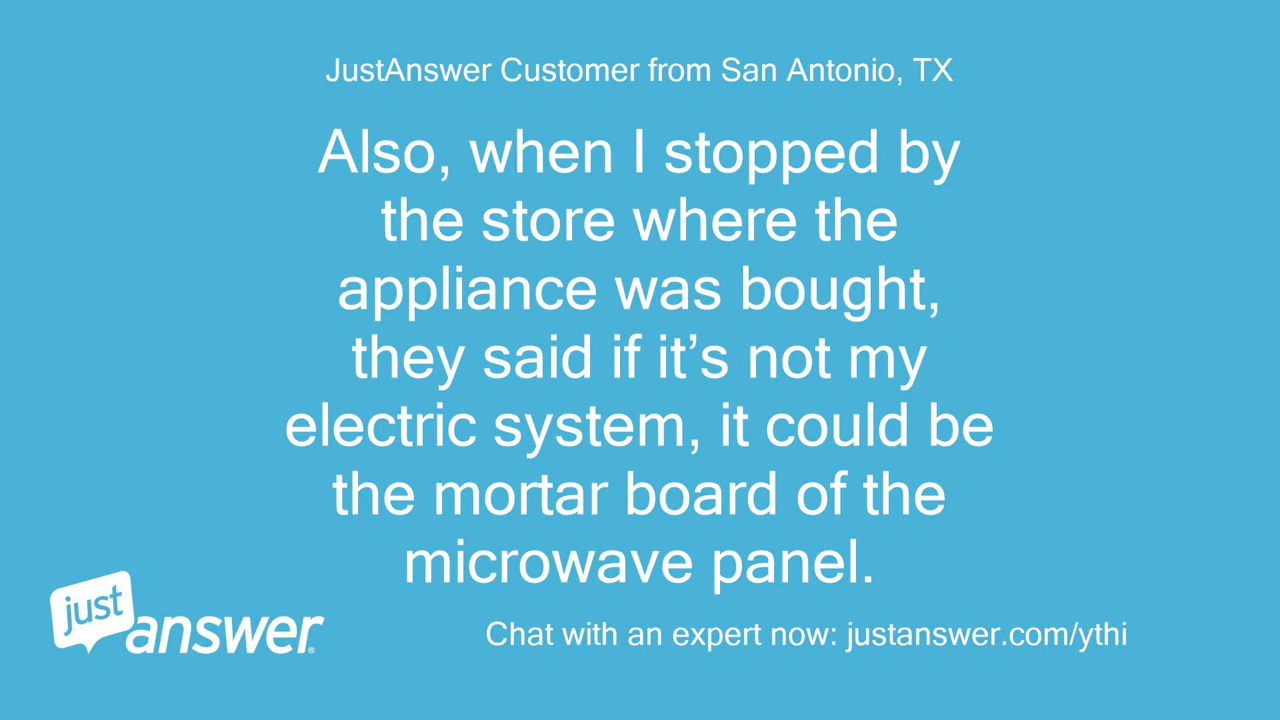 JustAnswer Customer from San Antonio, TX
Also, when I stopped by
the store where the
appliance was bought,
they said if it’s not my
electric system, it could be
the mortar board of the
microwave panel.
just
answer®
Chat with an expert now: justanswer.com/ythi